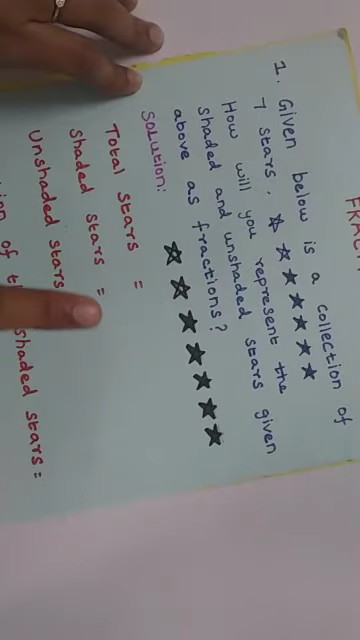 1. Given below is a collection of
7 stars. ☆ ☆ ★ ★ ★ ★ ★
How will you represent the
shaded and unshaded stars given
above as fractions?
Solution:
Total stars =
Shaded stars =
Unshaded stars
shaded stars =